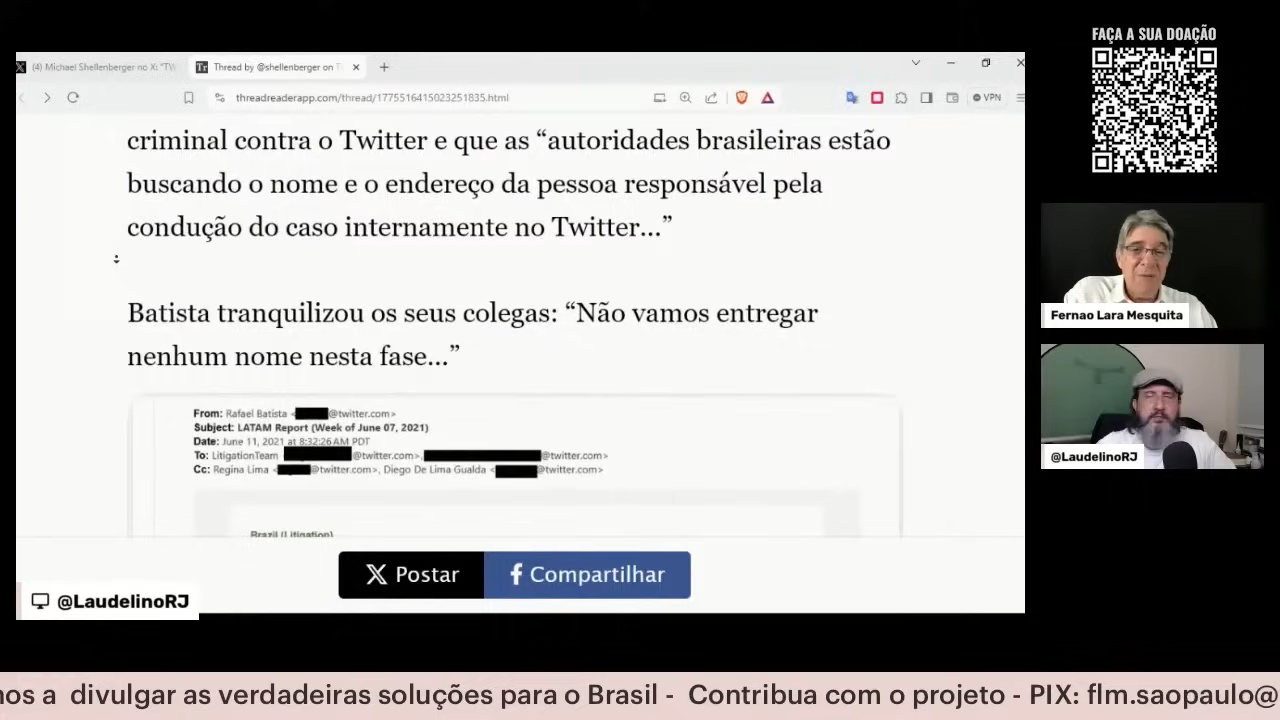 FAÇA A SUA DOAÇÃO
(4) Michael Shellenberger no X: "TW
Tr Thread by @shellenberger on T
threadreaderapp.com/thread/1775516415023251835.html
VPN
criminal contra o Twitter e que as “autoridades brasileiras estão
buscando o nome e o endereço da pessoa responsável pela
condução do caso internamente no Twitter...”
Batista tranquilizou os seus colegas: “Não vamos entregar
nenhum nome nesta fase...”
From: Rafael Batista < @twitter.com>
Subject: LATAM Report (Week of June 07, 2021)
Date: June 11, 2021 at 8:32:26 AM PDT
To: LitigationTeam @twitter.com>, @twitter.com>
Cc: Regina Lima < @twitter.com>, Diego De Lima Gualda < @twitter.com>
Brazil (Litigation)
X Postar
f Compartilhar
@LaudelinoRJ
Fernao Lara Mesquita
@LaudelinoRJ
nos a divulgar as verdadeiras soluções para o Brasil - Contribua com o projeto - PIX: flm.saopaulo@